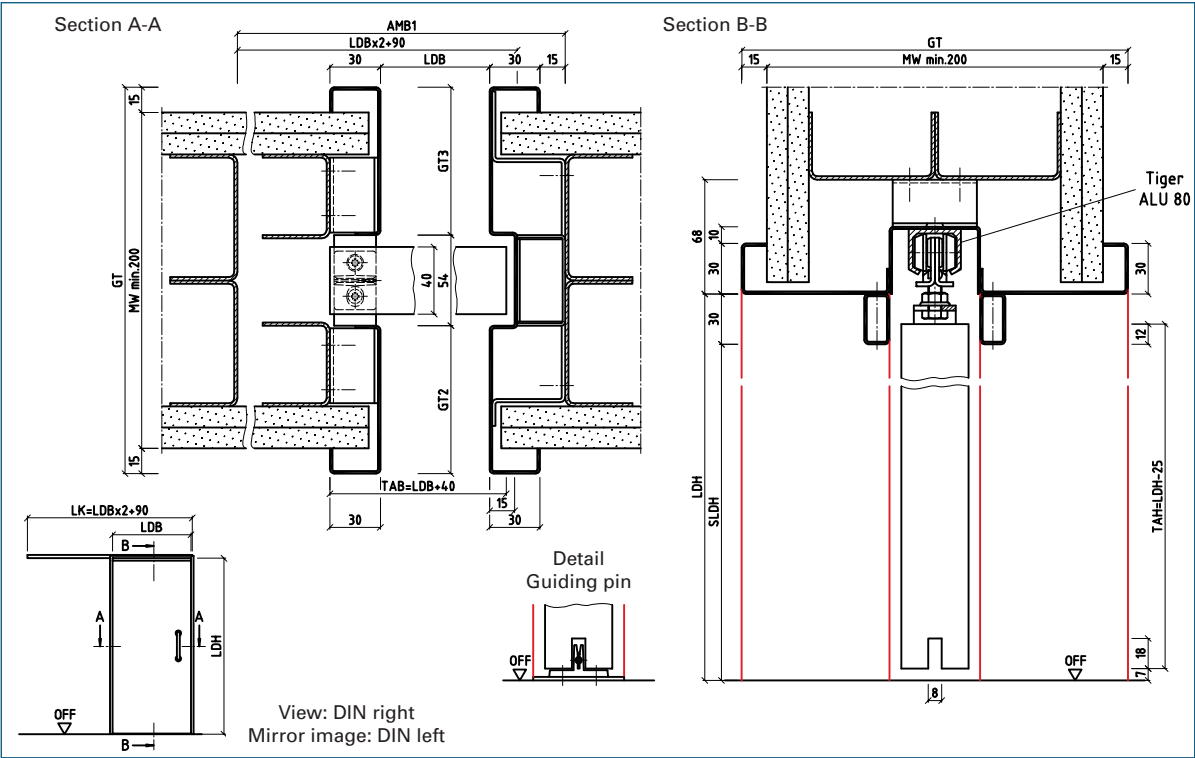 Section A-A
AMB1
LDBx2+90
30
LDB
30
15
15
GT
MW min.200
15
GT3
40
54
GT2
TAB=LDB+40
15
30
30
Section B-B
GT
15
MW min.200
15
Tiger
ALU 80
68
10
30
30
30
12
LDH
SLDH
TAH=LDH-25
18
7
8
OFF
LK=LDBx2+90
LDB
B
A
A
LDH
OFF
B
View: DIN right
Mirror image: DIN left
Detail
Guiding pin
OFF